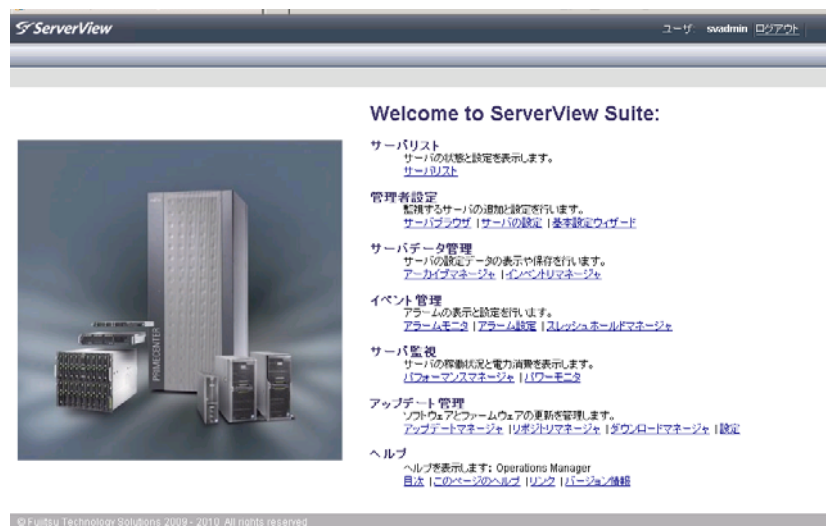 ServerView
ユーザ: svadmin | ログアウト |
Welcome to ServerView Suite:
サーバリスト
サーバの状態と設定を表示します。
サーバリスト
管理者設定
監視するサーバの追加と設定を行います。
サーバブラウザ | サーバの設定 | 基本設定ウィザード
サーバデータ管理
サーバの設定データの表示や保存を行います。
アーカイブマネージャ | インベントリマネージャ
イベント管理
アラームの表示と設定を行います。
アラームモニタ | アラーム設定 | スレッシュホールドマネージャ
サーバ監視
サーバの稼働状況と電力消費を表示します。
パフォーマンスマネージャ | パワーモニタ
アップデート管理
ソフトウェアとファームウェアの更新を管理します。
アップデートマネージャ | リポジトリマネージャ | ダウンロードマネージャ | 設定
ヘルプ
ヘルプを表示します: Operations Manager
目次 | このページのヘルプ | リンク | バージョン情報
PRIMECENTER
© Fujitsu Technology Solutions 2009 - 2010 All rights reserved